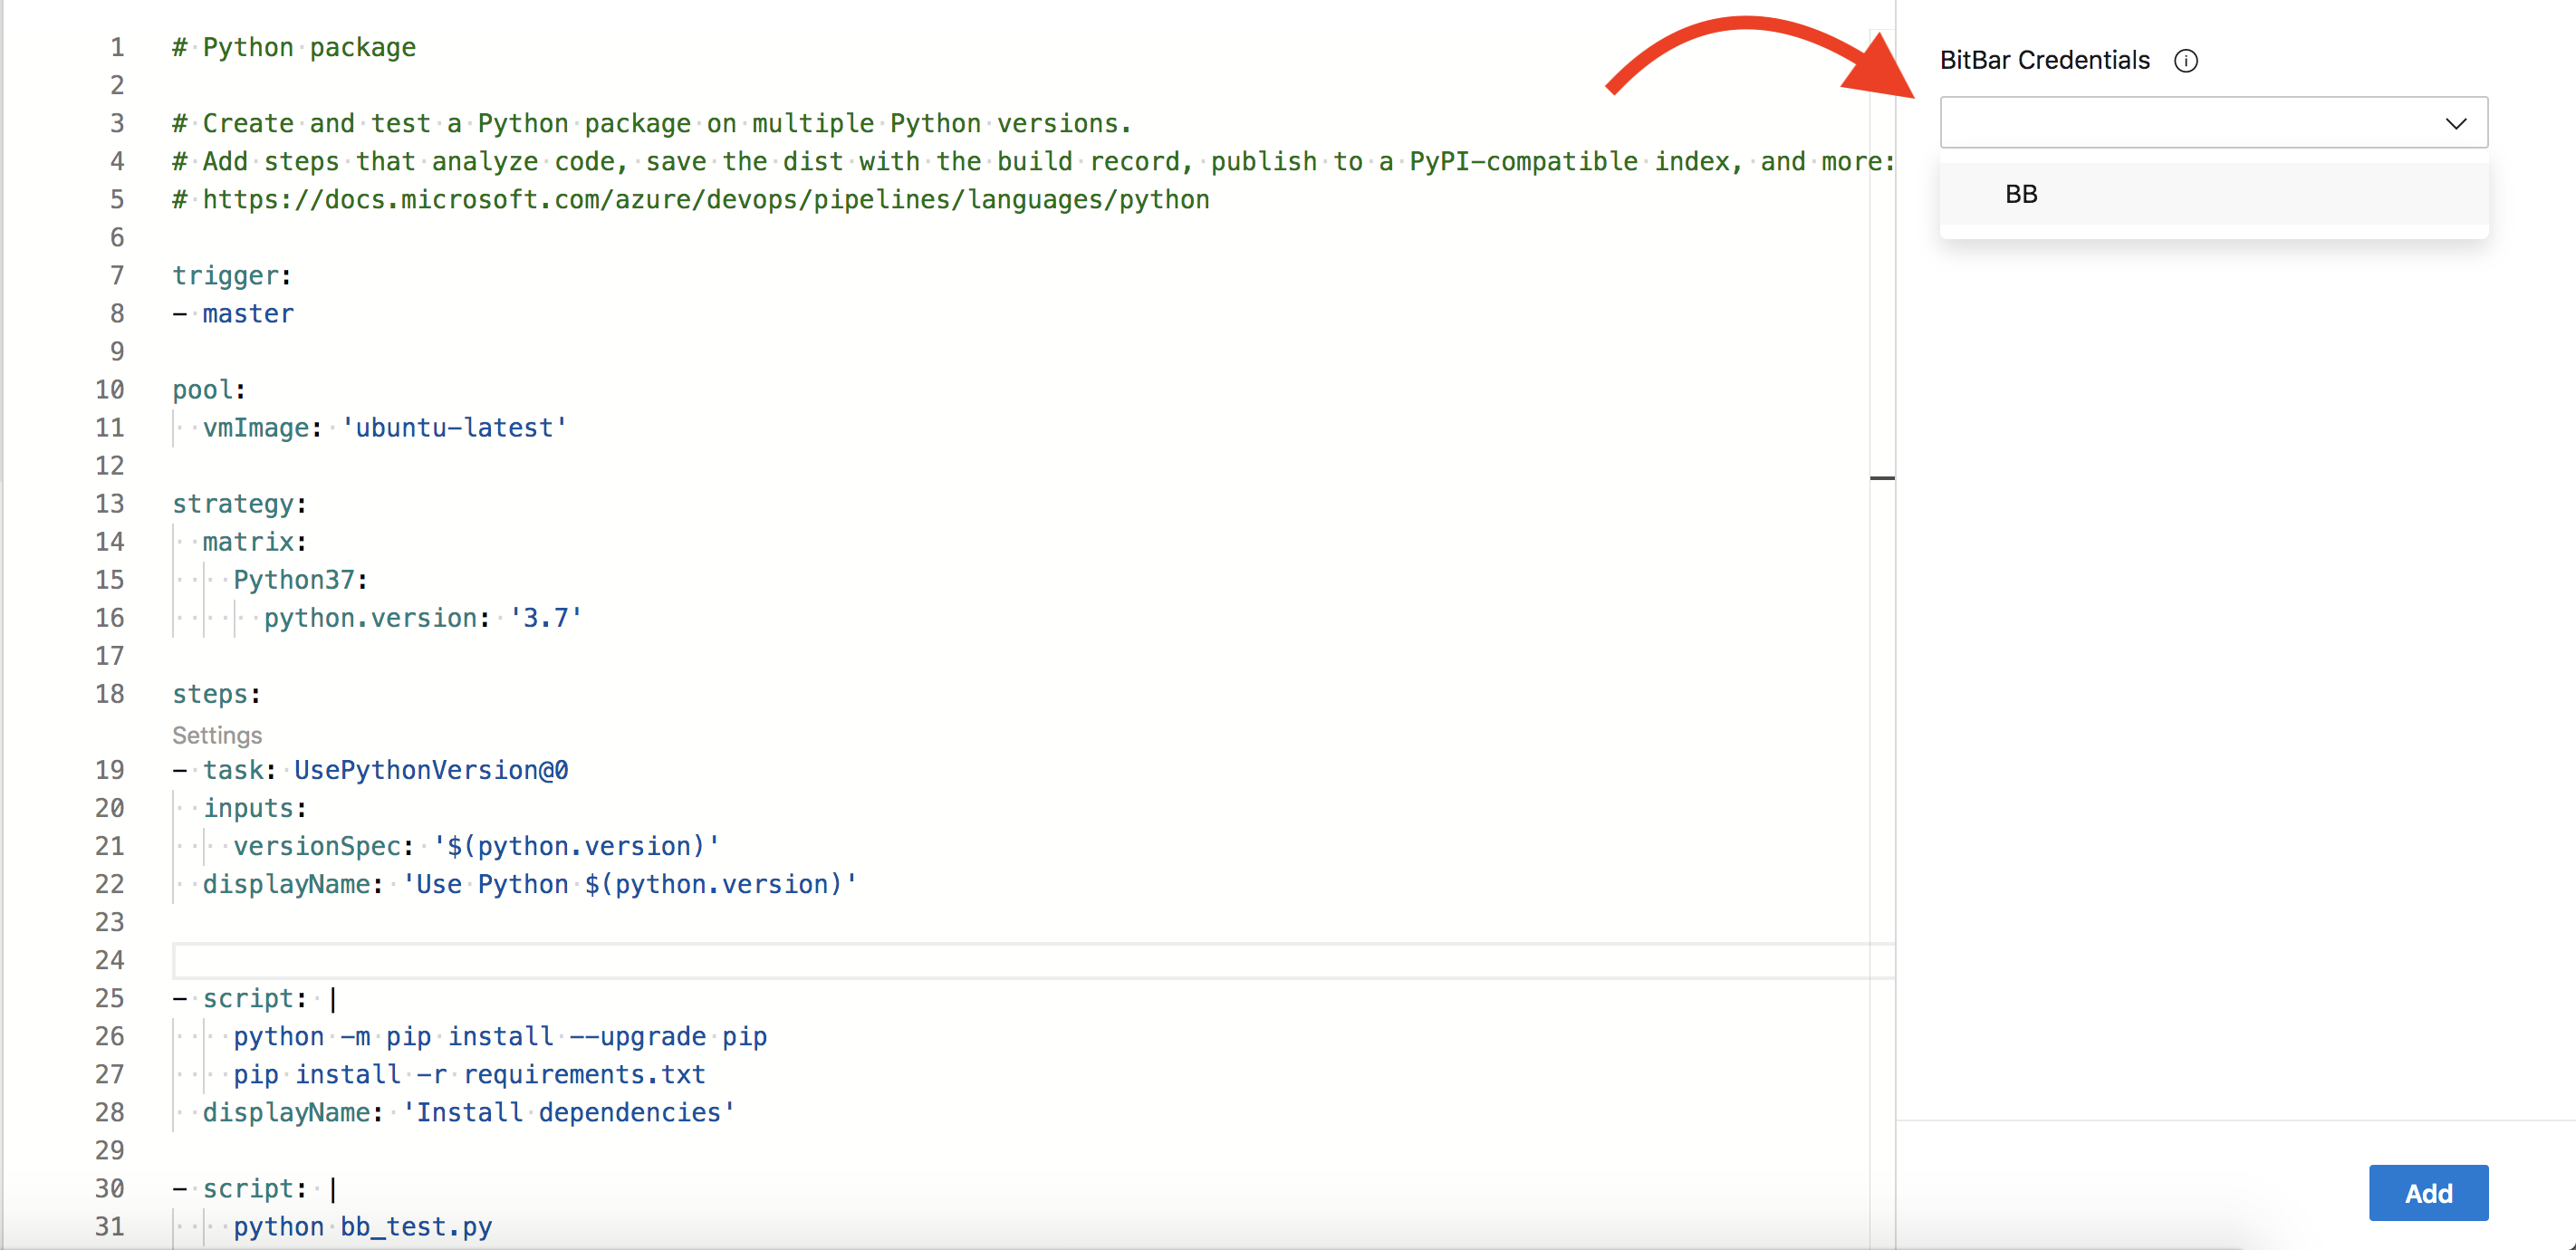 1 # Python package
2
3 # Create and test a Python package on multiple Python versions.
4 # Add steps that analyze code, save the dist with the build record, publish to a PyPI-compatible index, and more:
5 # https://docs.microsoft.com/azure/devops/pipelines/languages/python
6
7 trigger:
8 - master
9
10 pool:
11   vmImage: 'ubuntu-latest'
12
13 strategy:
14   matrix:
15     Python37:
16       python.version: '3.7'
17
18 steps:
Settings
19 - task: UsePythonVersion@0
20   inputs:
21     versionSpec: '$(python.version)'
22   displayName: 'Use Python $(python.version)'
23
24
25 - script: |
26     python -m pip install --upgrade pip
27     pip install -r requirements.txt
28   displayName: 'Install dependencies'
29
30 - script: |
31     python bb_test.py
BitBar Credentials
BB
Add